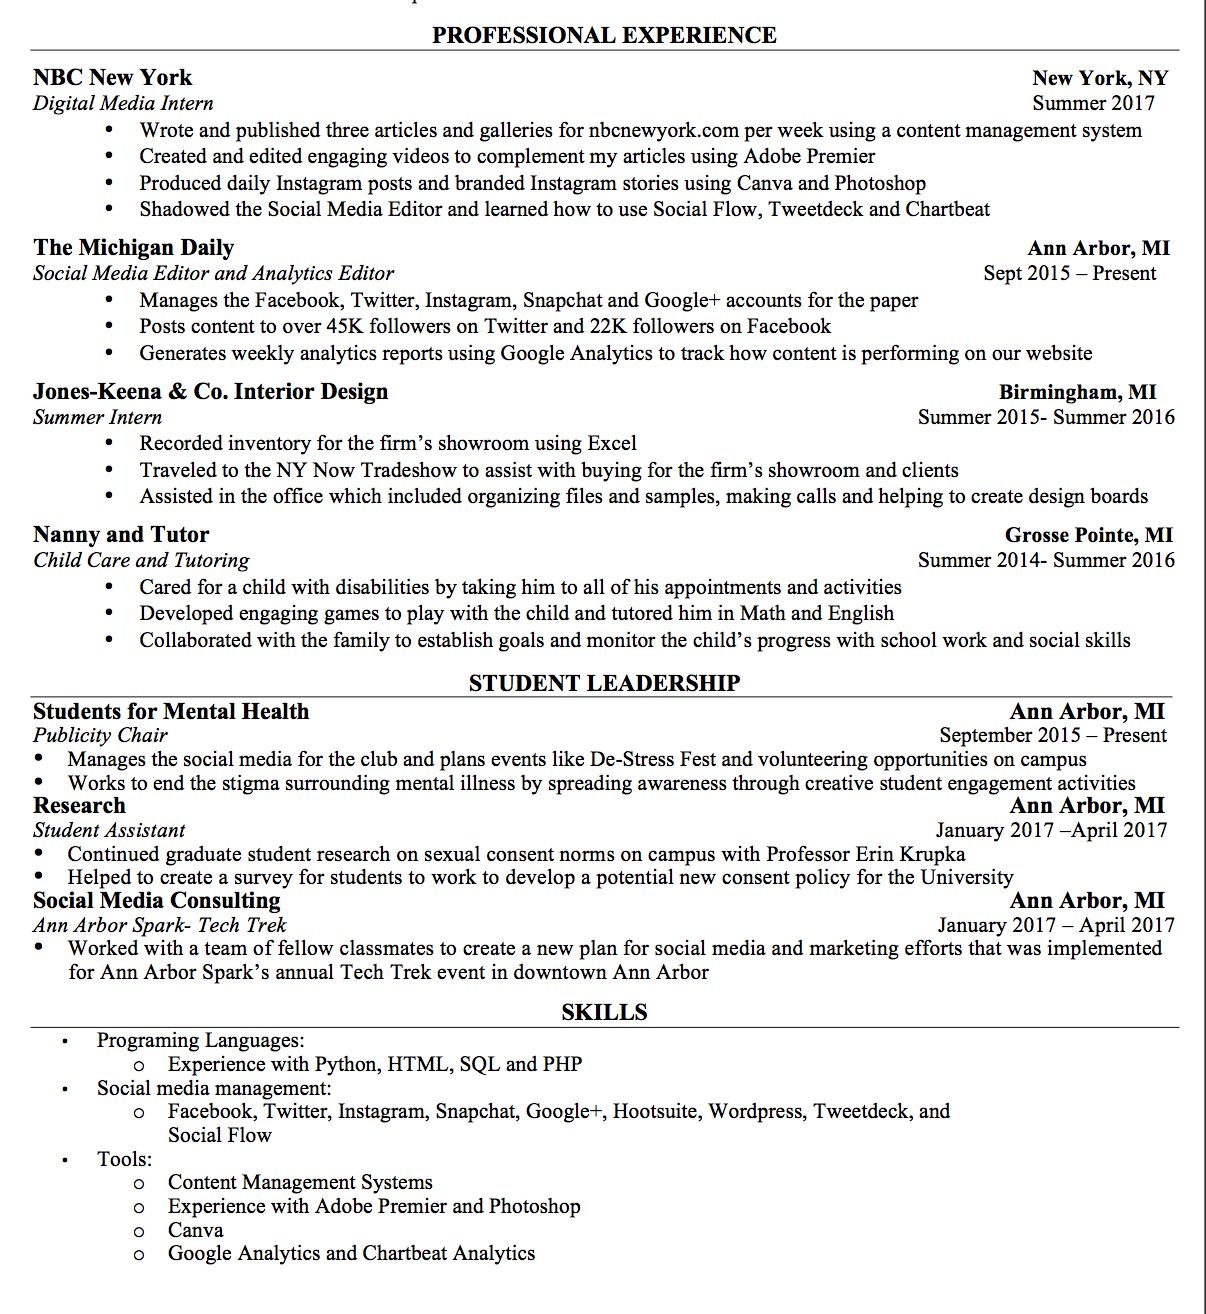 PROFESSIONAL EXPERIENCE
NBC New York New York, NY
Digital Media Intern Summer 2017
• Wrote and published three articles and galleries for nbcnewyork.com per week using a content management system
• Created and edited engaging videos to complement my articles using Adobe Premier
• Produced daily Instagram posts and branded Instagram stories using Canva and Photoshop
• Shadowed the Social Media Editor and learned how to use Social Flow, Tweetdeck and Chartbeat
The Michigan Daily Ann Arbor, MI
Social Media Editor and Analytics Editor Sept 2015 – Present
• Manages the Facebook, Twitter, Instagram, Snapchat and Google+ accounts for the paper
• Posts content to over 45K followers on Twitter and 22K followers on Facebook
• Generates weekly analytics reports using Google Analytics to track how content is performing on our website
Jones-Keena & Co. Interior Design Birmingham, MI
Summer Intern Summer 2015- Summer 2016
• Recorded inventory for the firm’s showroom using Excel
• Traveled to the NY Now Tradeshow to assist with buying for the firm’s showroom and clients
• Assisted in the office which included organizing files and samples, making calls and helping to create design boards
Nanny and Tutor Grosse Pointe, MI
Child Care and Tutoring Summer 2014- Summer 2016
• Cared for a child with disabilities by taking him to all of his appointments and activities
• Developed engaging games to play with the child and tutored him in Math and English
• Collaborated with the family to establish goals and monitor the child’s progress with school work and social skills
STUDENT LEADERSHIP
Students for Mental Health Ann Arbor, MI
Publicity Chair September 2015 – Present
• Manages the social media for the club and plans events like De-Stress Fest and volunteering opportunities on campus
• Works to end the stigma surrounding mental illness by spreading awareness through creative student engagement activities
Research Ann Arbor, MI
Student Assistant January 2017 –April 2017
• Continued graduate student research on sexual consent norms on campus with Professor Erin Krupka
• Helped to create a survey for students to work to develop a potential new consent policy for the University
Social Media Consulting Ann Arbor, MI
Ann Arbor Spark- Tech Trek January 2017 – April 2017
• Worked with a team of fellow classmates to create a new plan for social media and marketing efforts that was implemented
for Ann Arbor Spark’s annual Tech Trek event in downtown Ann Arbor
SKILLS
• Programing Languages:
o Experience with Python, HTML, SQL and PHP
• Social media management:
o Facebook, Twitter, Instagram, Snapchat, Google+, Hootsuite, Wordpress, Tweetdeck, and
Social Flow
• Tools:
o Content Management Systems
o Experience with Adobe Premier and Photoshop
o Canva
o Google Analytics and Chartbeat Analytics